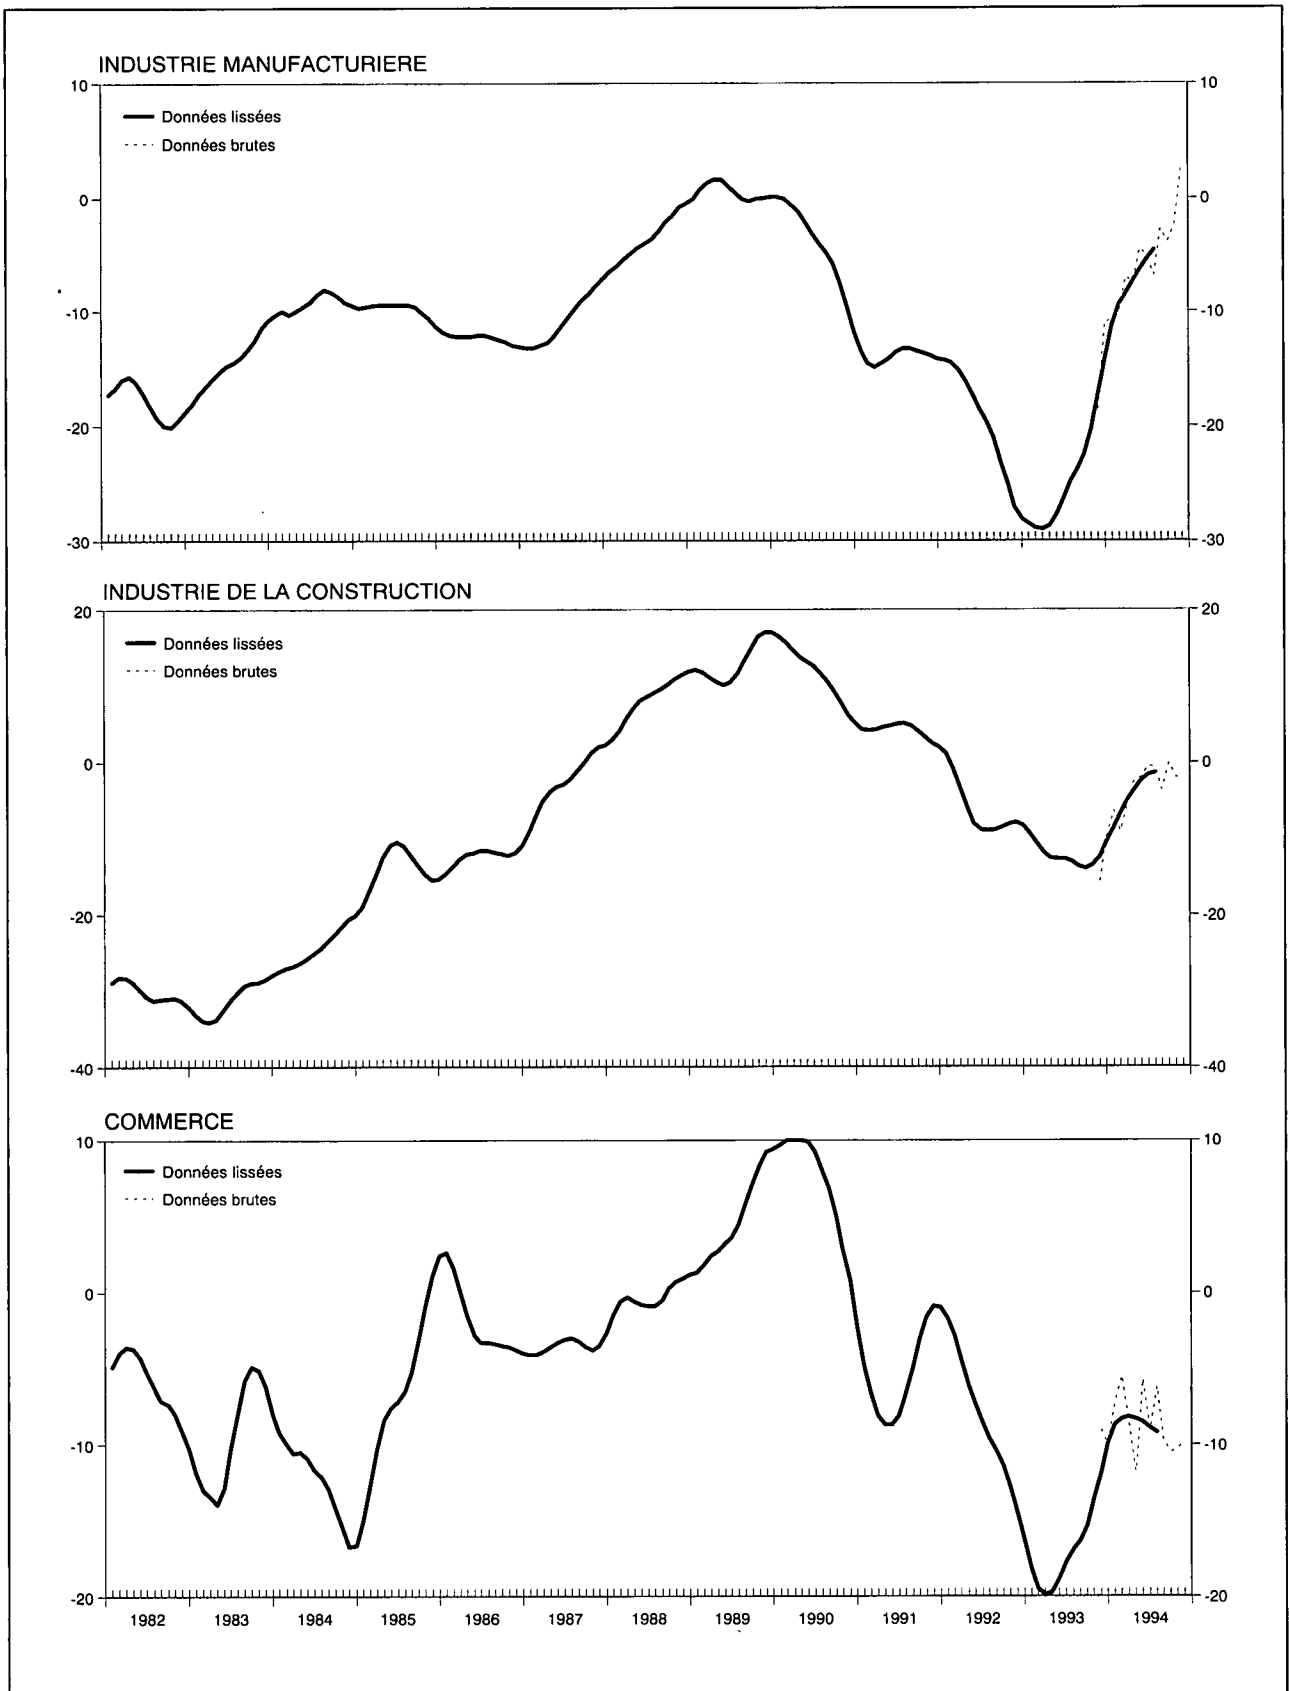 INDUSTRIE MANUFACTURIERE
10
10
Données lissées
Données brutes
0
0
-10
-10
-20
-20
-30
-30
INDUSTRIE DE LA CONSTRUCTION
20
20
Données lissées
Données brutes
0
0
-20
-20
-40
-40
COMMERCE
10
10
Données lissées
Données brutes
0
0
-10
-10
-20
-20
1982 1983 1984 1985 1986 1987 1988 1989 1990 1991 1992 1993 1994